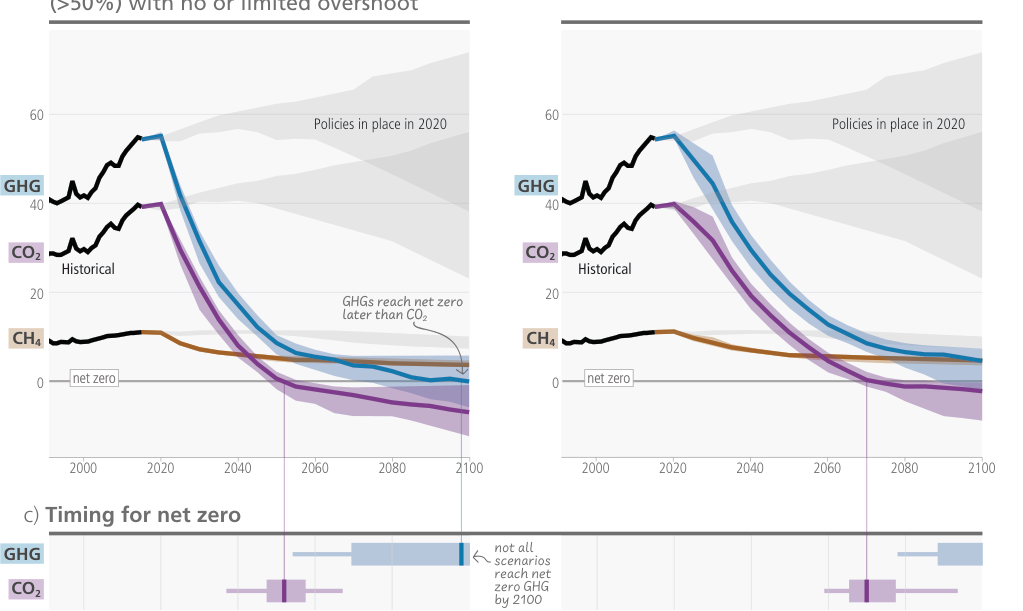 (>50%) with no or limited overshoot
60
Policies in place in 2020
Policies in place in 2020
60
GHG
GHG
40
40
CO₂
CO₂
Historical
Historical
20
20
GHGs reach net zero
later than CO₂
CH₄
CH₄
net zero
net zero
0
0
2000 2020 2040 2060 2080 2100
2000 2020 2040 2060 2080 2100
c) Timing for net zero
GHG
not all
scenarios
reach net
zero GHG
by 2100
CO₂